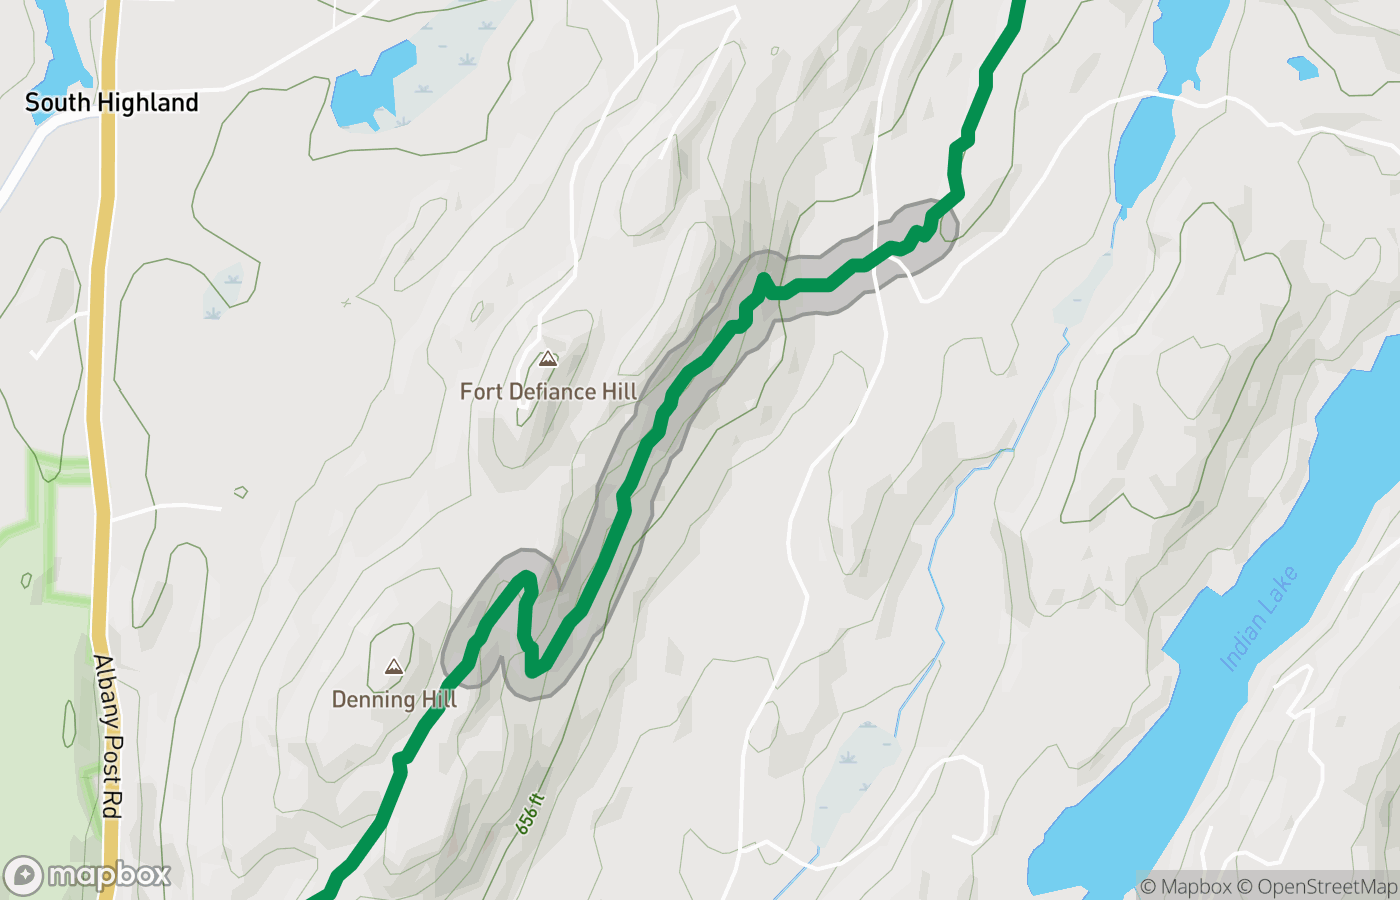 South Highland
Fort Defiance Hill
Denning Hill
Albany Post Rd
Indian Lake
656 ft
mapbox
© Mapbox © OpenStreetMap